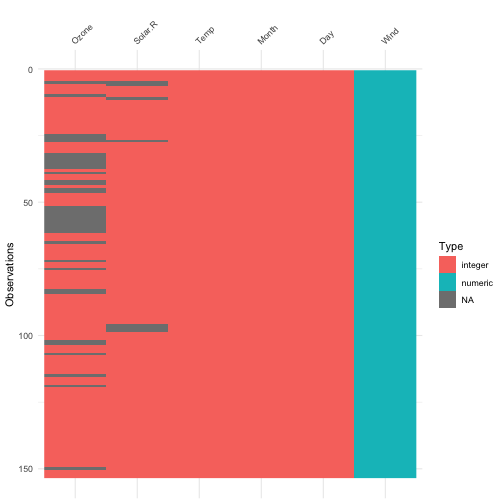 Ozone
Solar.R
Temp
Month
Day
Wind
0
50
100
150
Observations
Type
integer
numeric
NA